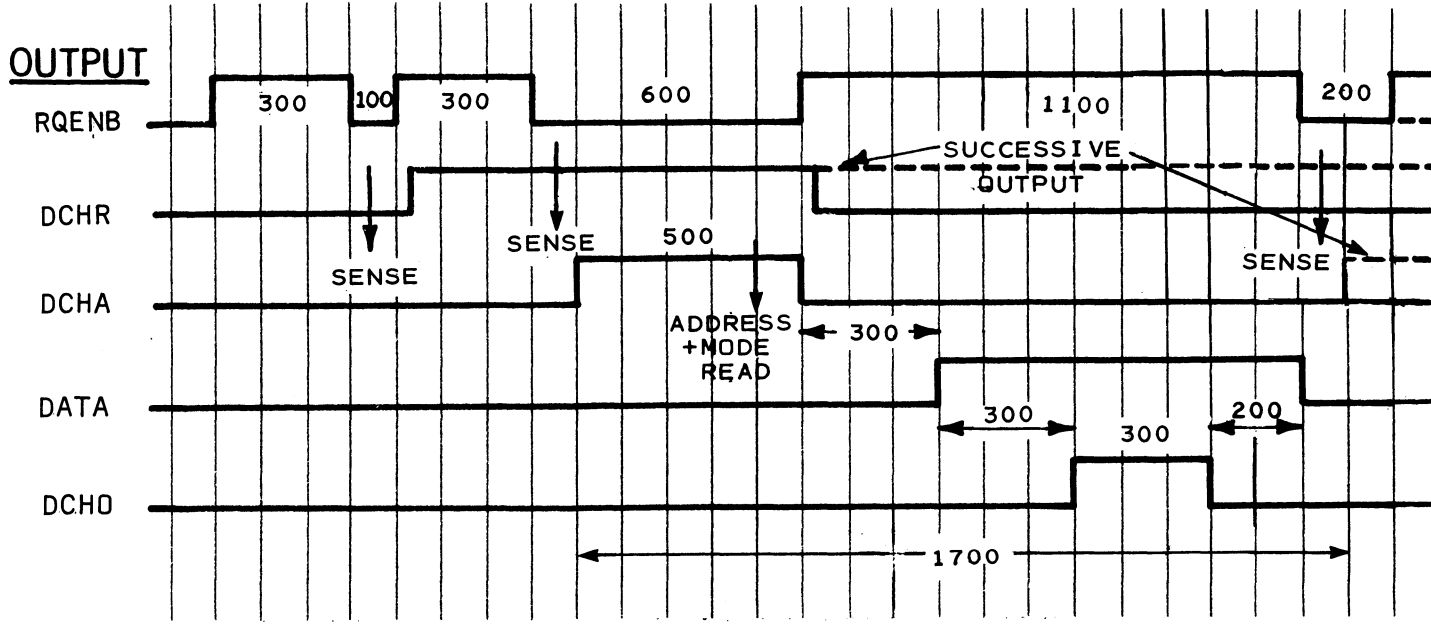 OUTPUT
RQENB
300
100
300
600
1100
200
SUCCESSIVE
OUTPUT
DCHR
SENSE
SENSE
500
SENSE
DCHA
ADDRESS
+MODE
READ
300
DATA
300
300
200
DCHO
1700